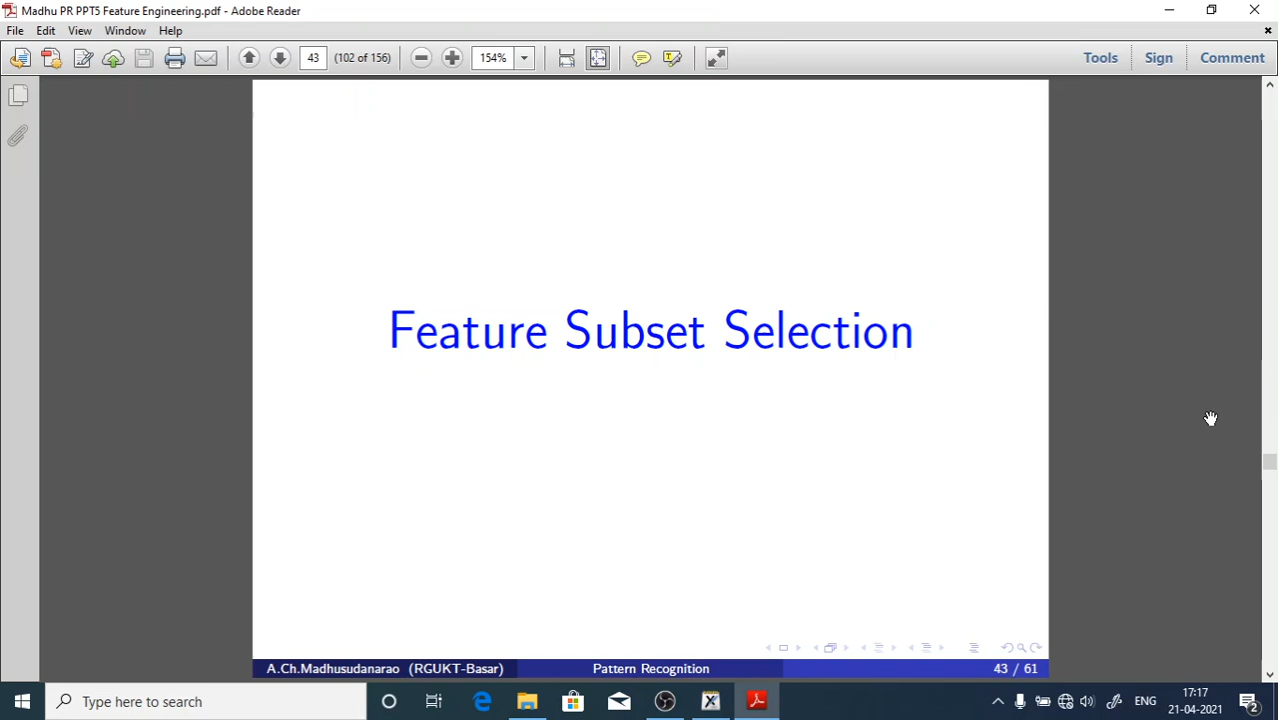 Madhu PR PPT5 Feature Engineering.pdf - Adobe Reader
File Edit View Window Help
43 (102 of 156) 154% Tools Sign Comment
Feature Subset Selection
A.Ch.Madhusudanarao (RGUKT-Basar) Pattern Recognition 43 / 61
Type here to search
ENG
17:17
21-04-2021
2